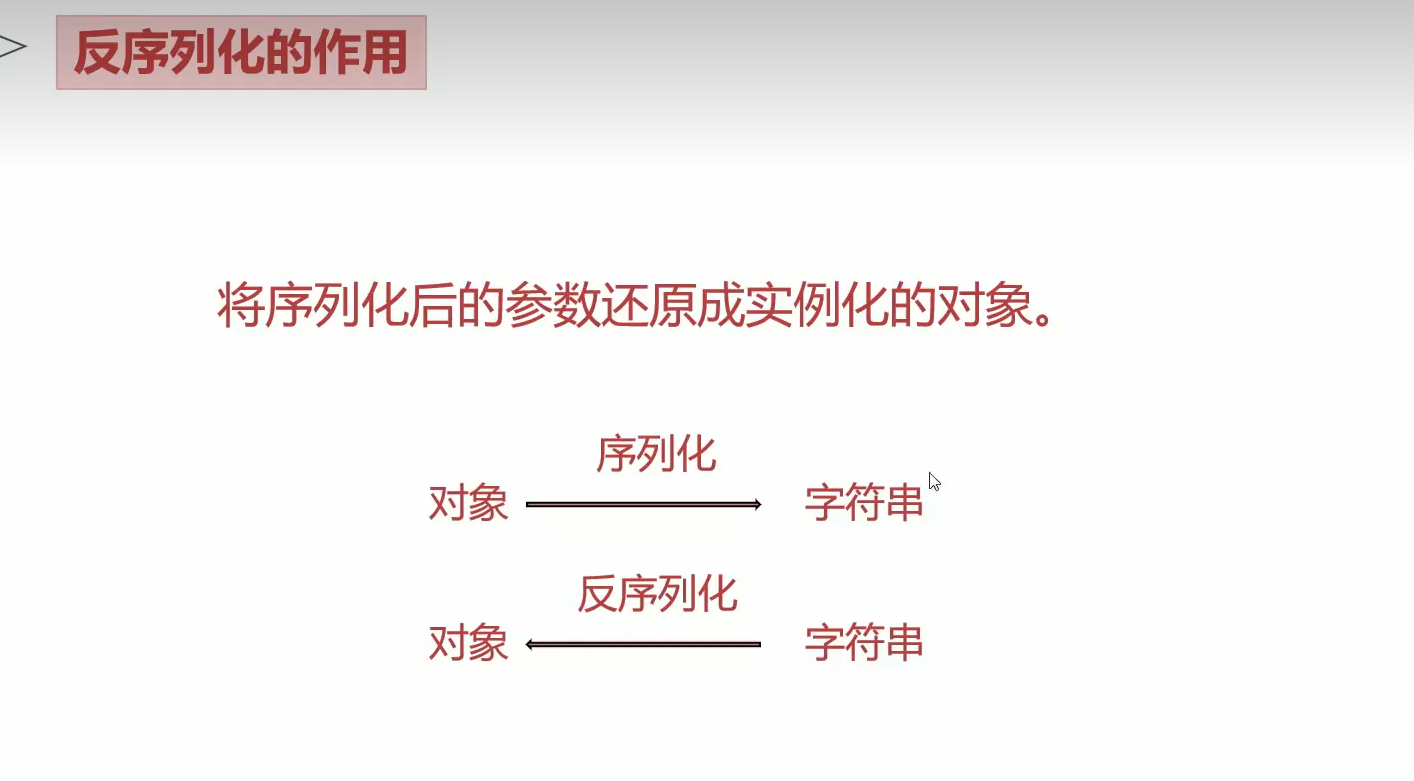 反序列化的作用
将序列化后的参数还原成实例化的对象。
序列化
对象 字符串
反序列化
对象 字符串